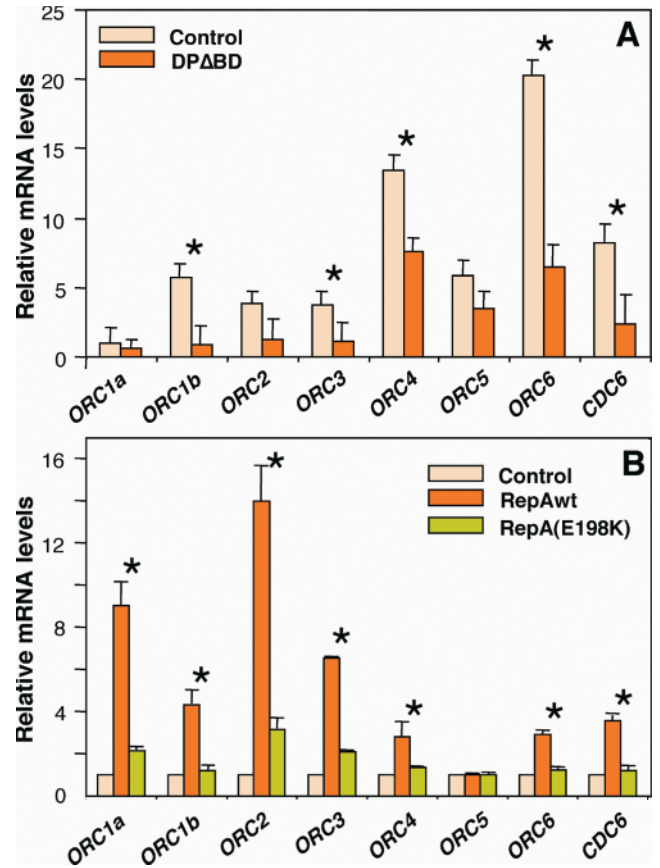 25
20
15
10
5
0
Relative mRNA levels
Control
DPΔBD
A
*
*
*
*
*
ORC1a
ORC1b
ORC2
ORC3
ORC4
ORC5
ORC6
CDC6
16
12
8
4
0
Relative mRNA levels
Control
RepAwt
RepA(E198K)
B
*
*
*
*
*
*
*
ORC1a
ORC1b
ORC2
ORC3
ORC4
ORC5
ORC6
CDC6